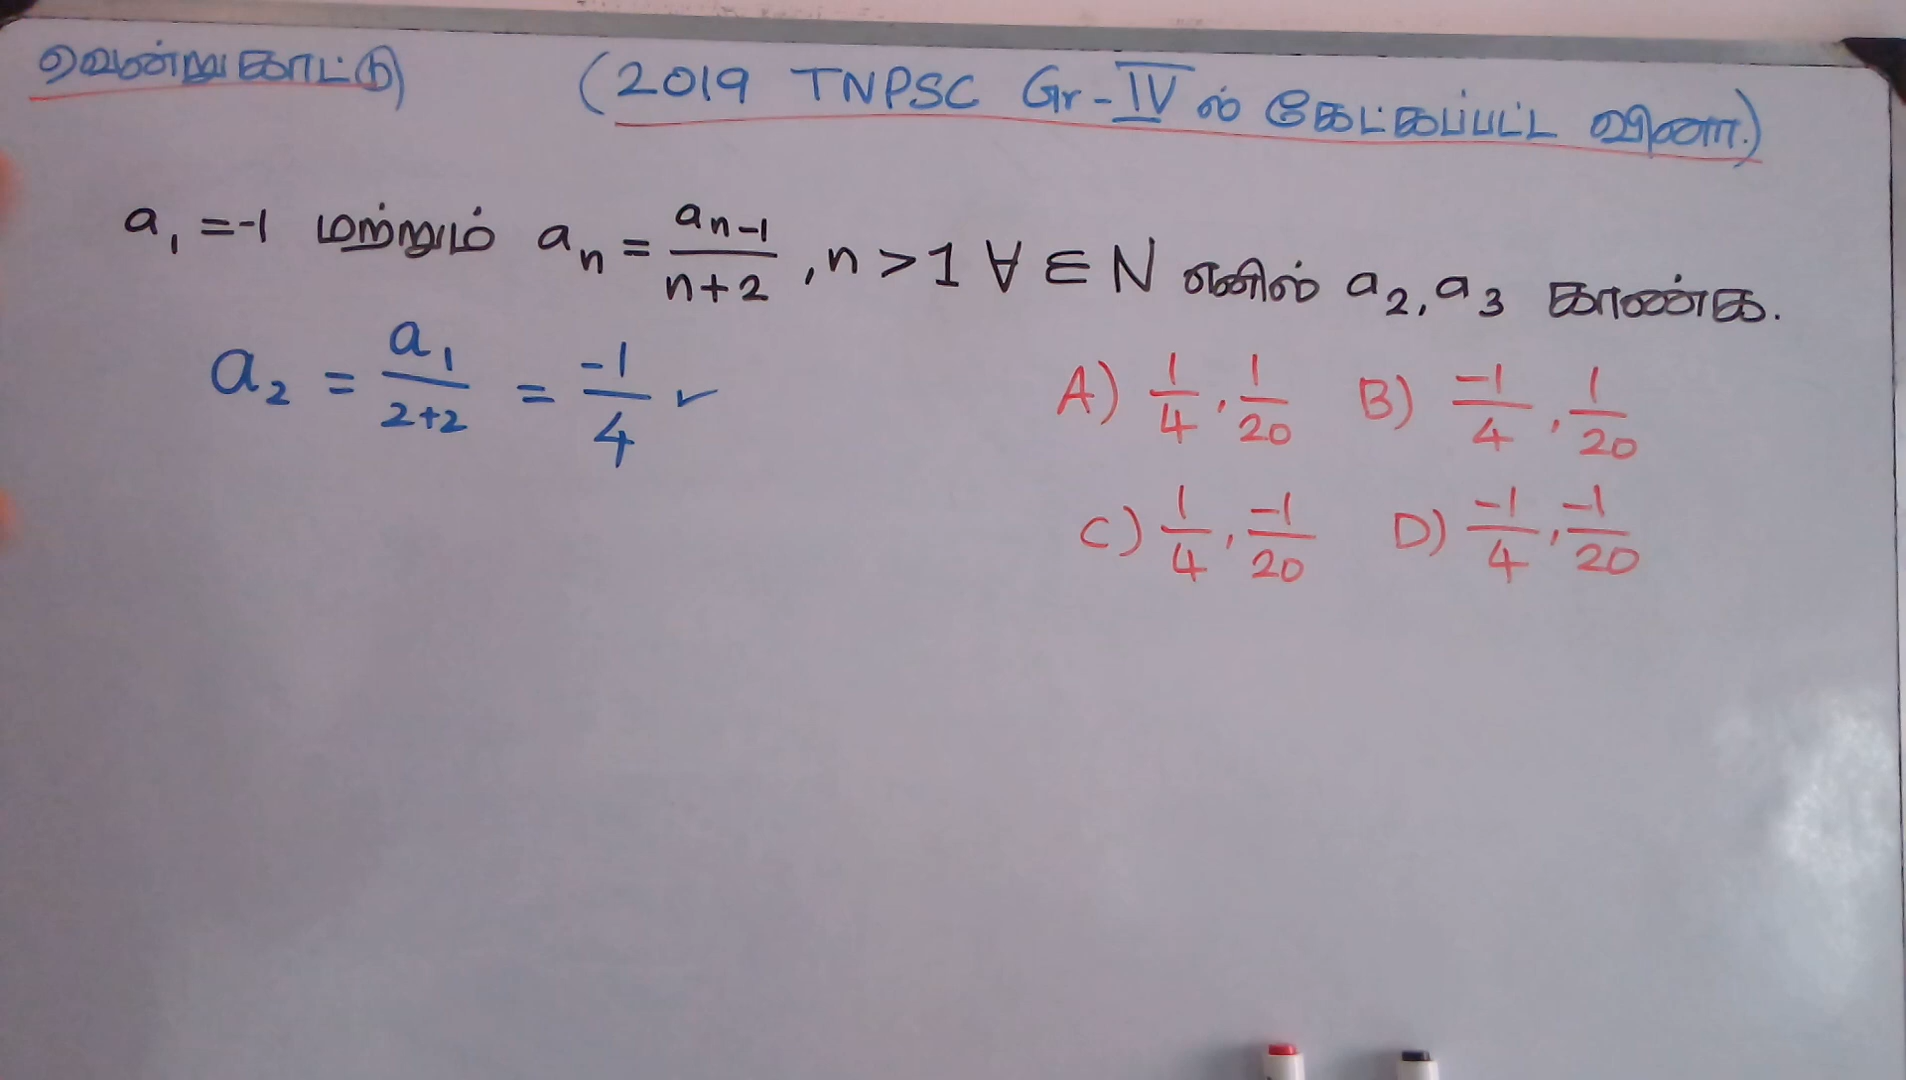 வென்றுகாட்டு (2019 TNPSC Gr-IV ல் கேட்கப்பட்ட வினா.)
a₁ = -1 மற்றும் aₙ = aₙ₋₁/n+2 , n > 1 ∀ ∈ N எனில் a₂, a₃ காண்க.
a₂ = a₁/2+2 = -1/4 ✓
A) 1/4 , 1/20 B) -1/4 , 1/20
C) 1/4 , -1/20 D) -1/4 , -1/20